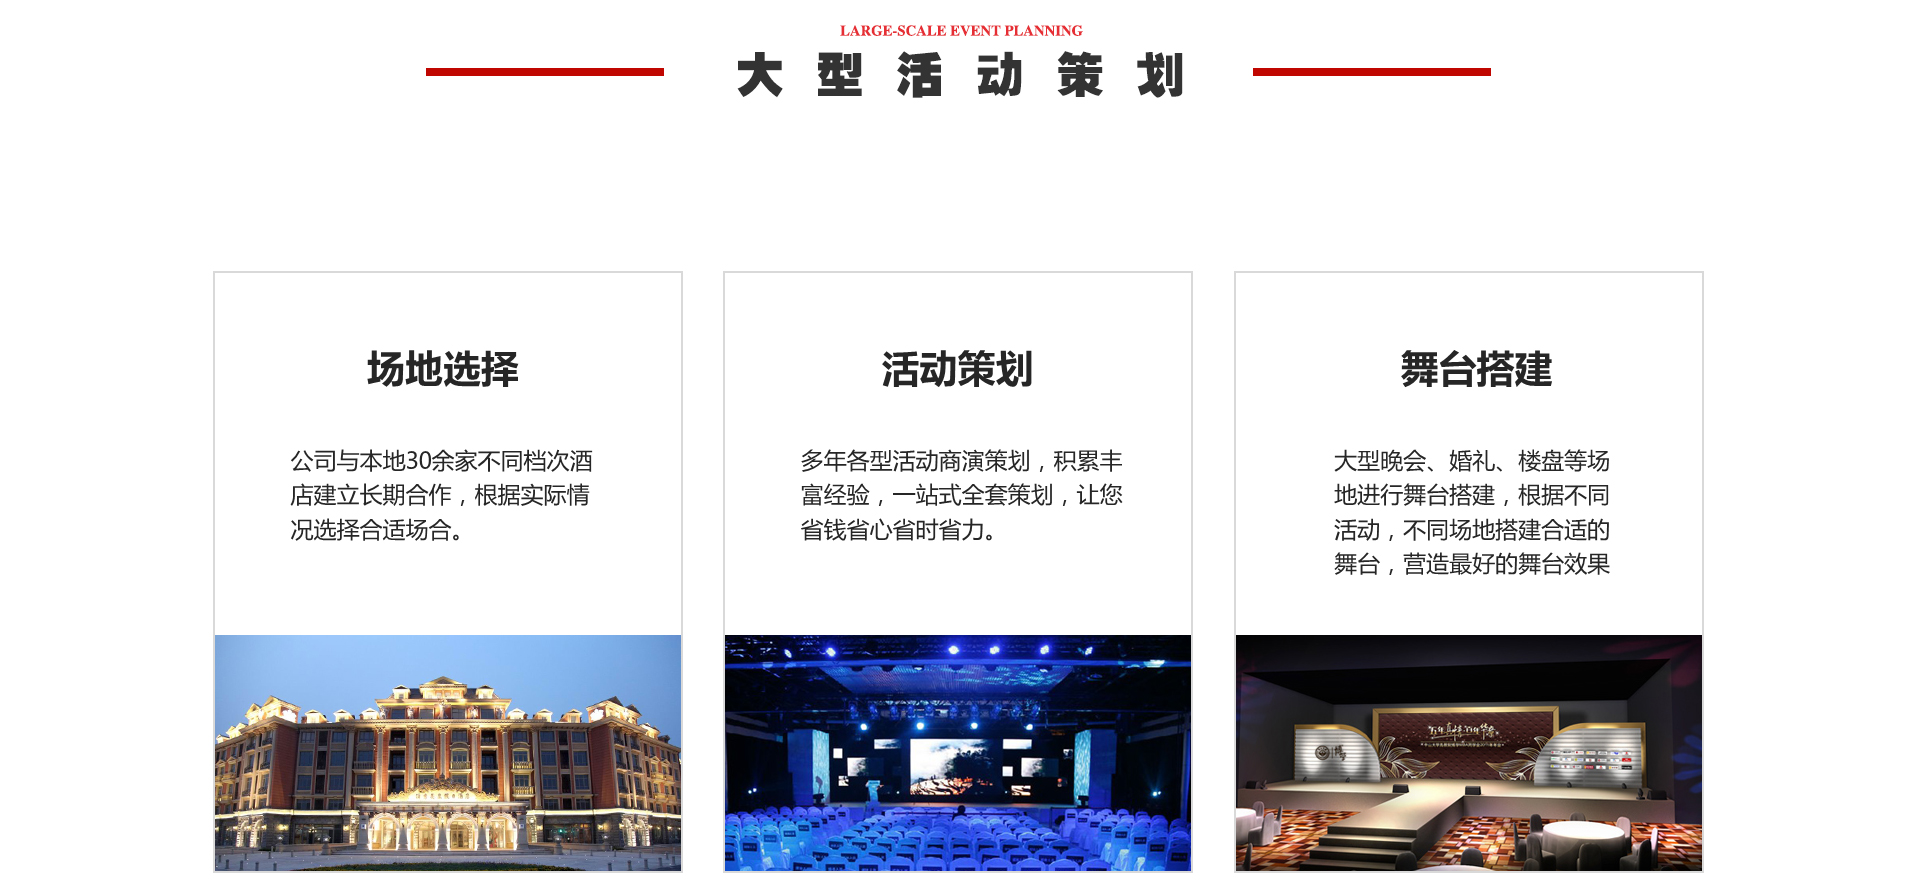 LARGE-SCALE EVENT PLANNING
大型活动策划
场地选择
公司与本地30余家不同档次酒
店建立长期合作，根据实际情
况选择合适场合。
活动策划
多年各型活动商演策划，积累丰
富经验，一站式全套策划，让您
省钱省心省时省力。
舞台搭建
大型晚会、婚礼、楼盘等场
地进行舞台搭建，根据不同
活动，不同场地搭建合适的
舞台，营造最好的舞台效果